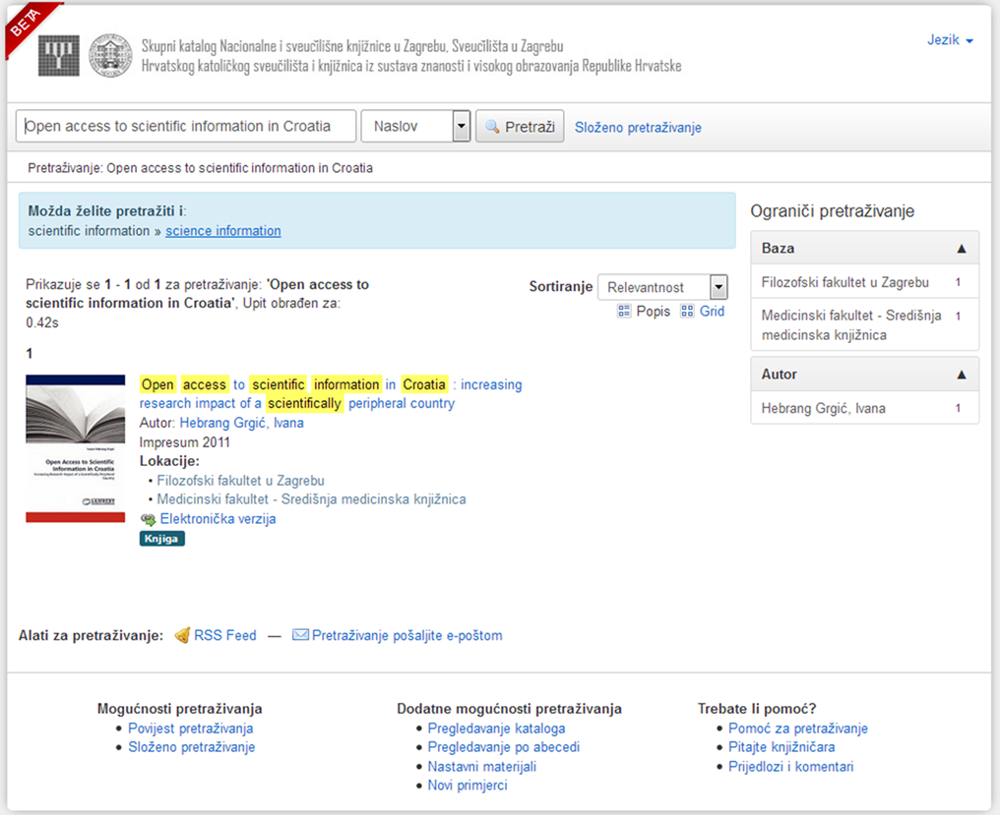 BETA
Skupni katalog Nacionalne i sveučilišne knjižnice u Zagrebu, Sveučilišta u Zagrebu
Hrvatskog katoličkog sveučilišta i knjižnica iz sustava znanosti i visokog obrazovanja Republike Hrvatske
Jezik
Open access to scientific information in Croatia
Naslov
Pretraži
Složeno pretraživanje
Pretraživanje: Open access to scientific information in Croatia
Možda želite pretražiti i:
scientific information » science information
Prikazuje se 1 - 1 od 1 za pretraživanje: 'Open access to
scientific information in Croatia', Upit obrađen za:
0.42s
Sortiranje Relevantnost
Popis Grid
1
Open Access to Scientific
Information in Croatia
LAMBERT
Open access to scientific information in Croatia : increasing
research impact of a scientifically peripheral country
Autor: Hebrang Grgić, Ivana
Impresum 2011
Lokacije:
• Filozofski fakultet u Zagrebu
• Medicinski fakultet - Središnja medicinska knjižnica
Elektronička verzija
Knjiga
Ograniči pretraživanje
Baza ▲
Filozofski fakultet u Zagrebu 1
Medicinski fakultet - Središnja 1
medicinska knjižnica
Autor ▲
Hebrang Grgić, Ivana 1
Alati za pretraživanje: RSS Feed — Pretraživanje pošaljite e-poštom
Mogućnosti pretraživanja
• Povijest pretraživanja
• Složeno pretraživanje
Dodatne mogućnosti pretraživanja
• Pregledavanje kataloga
• Pregledavanje po abecedi
• Nastavni materijali
• Novi primjerci
Trebate li pomoć?
• Pomoć za pretraživanje
• Pitajte knjižničara
• Prijedlozi i komentari